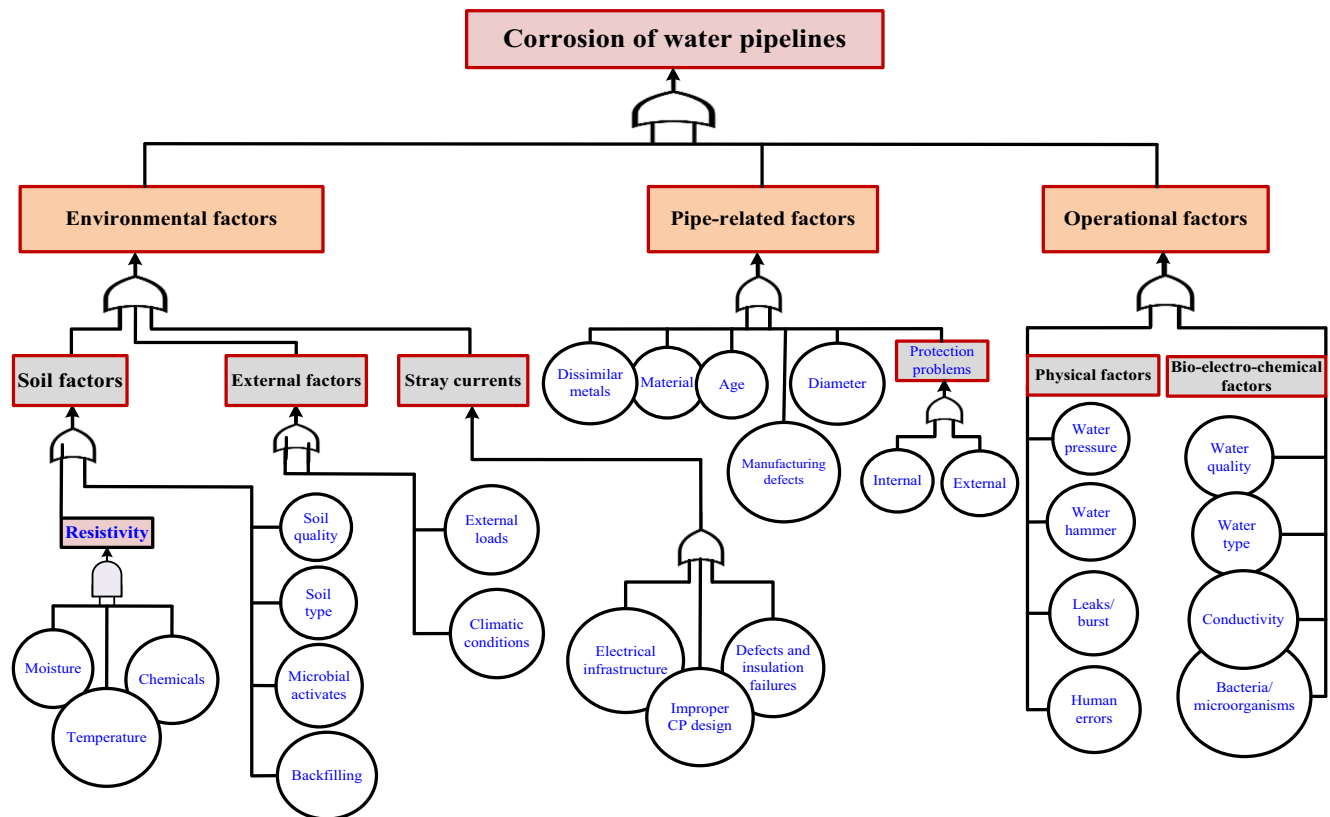 Corrosion of water pipelines
Environmental factors
Pipe-related factors
Operational factors
Soil factors
External factors
Stray currents
Dissimilar
metals
Material
Age
Diameter
Protection
problems
Physical factors
Bio-electro-chemical
factors
Manufacturing
defects
Internal
External
Water
pressure
Water
quality
Resistivity
Soil
quality
External
loads
Water
hammer
Water
type
Soil
type
Climatic
conditions
Leaks/
burst
Conductivity
Moisture
Chemicals
Temperature
Microbial
activates
Electrical
infrastructure
Improper
CP design
Defects and
insulation
failures
Human
errors
Bacteria/
microorganisms
Backfilling